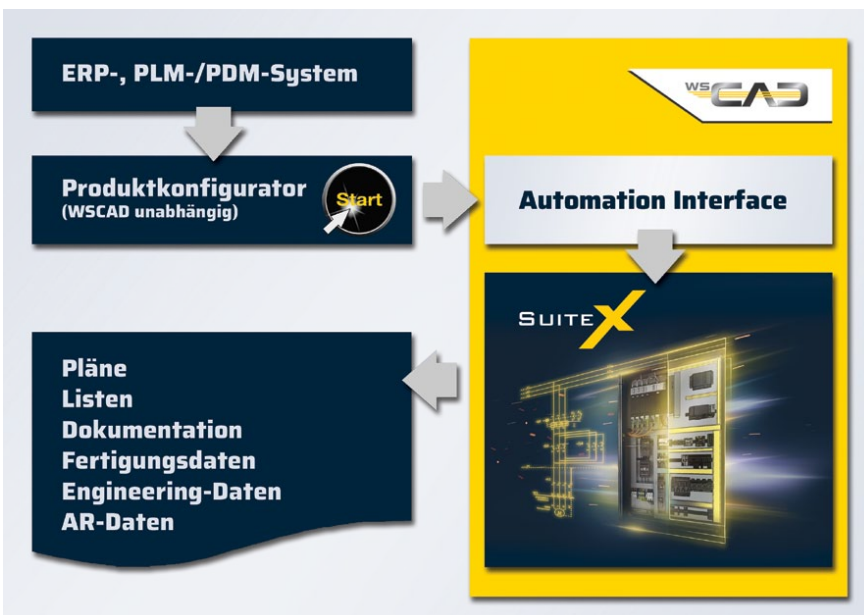 ERP-, PLM-/PDM-System
Produktkonfigurator
(WSCAD unabhängig)
Start
WSCAD
Automation Interface
SUITEX
Pläne
Listen
Dokumentation
Fertigungsdaten
Engineering-Daten
AR-Daten